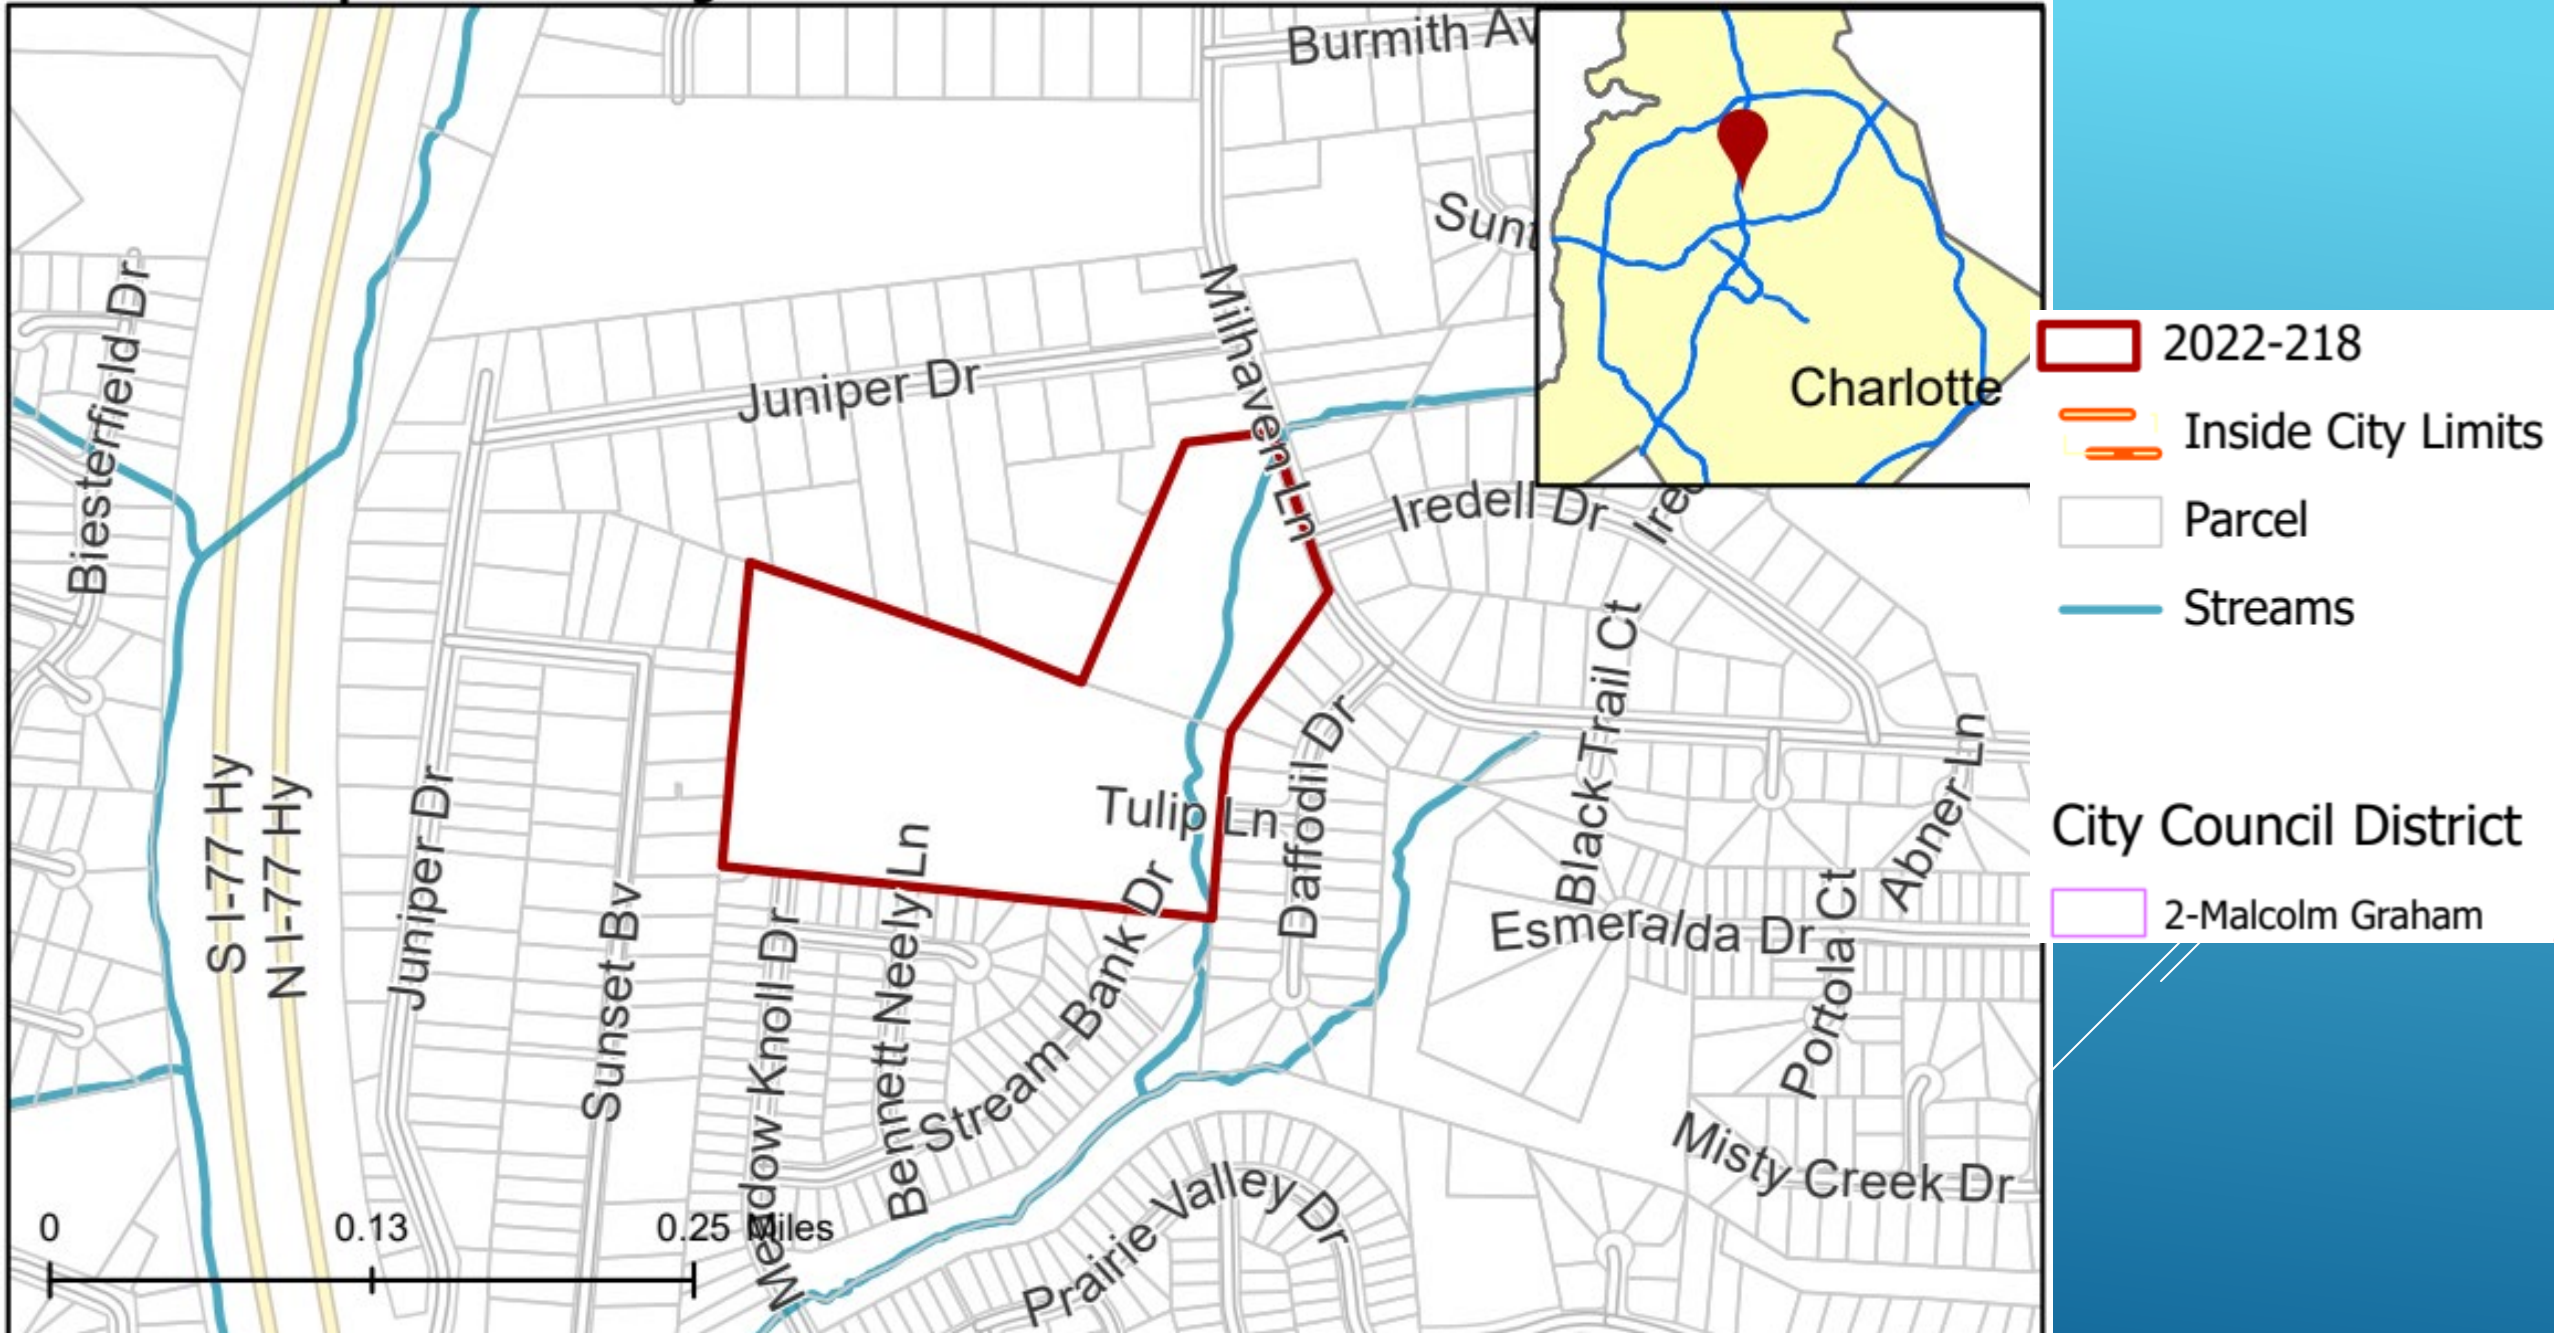 Burmith Av
Sunt
Milhaven Ln
Biesterfield Dr
Juniper Dr
Iredell Dr
Ired
Charlotte
2022-218
Inside City Limits
Parcel
Streams
City Council District
2-Malcolm Graham
S I-77 Hy
N I-77 Hy
Juniper Dr
Sunset Bv
Meadow Knoll Dr
Bennett Neely Ln
Stream Bank Dr
Tulip Ln
Daffodil Dr
Black Trail Ct
Abner Ln
Esmeralda Dr
Portola Ct
Misty Creek Dr
Prairie Valley Dr
0 0.13 0.25 Miles